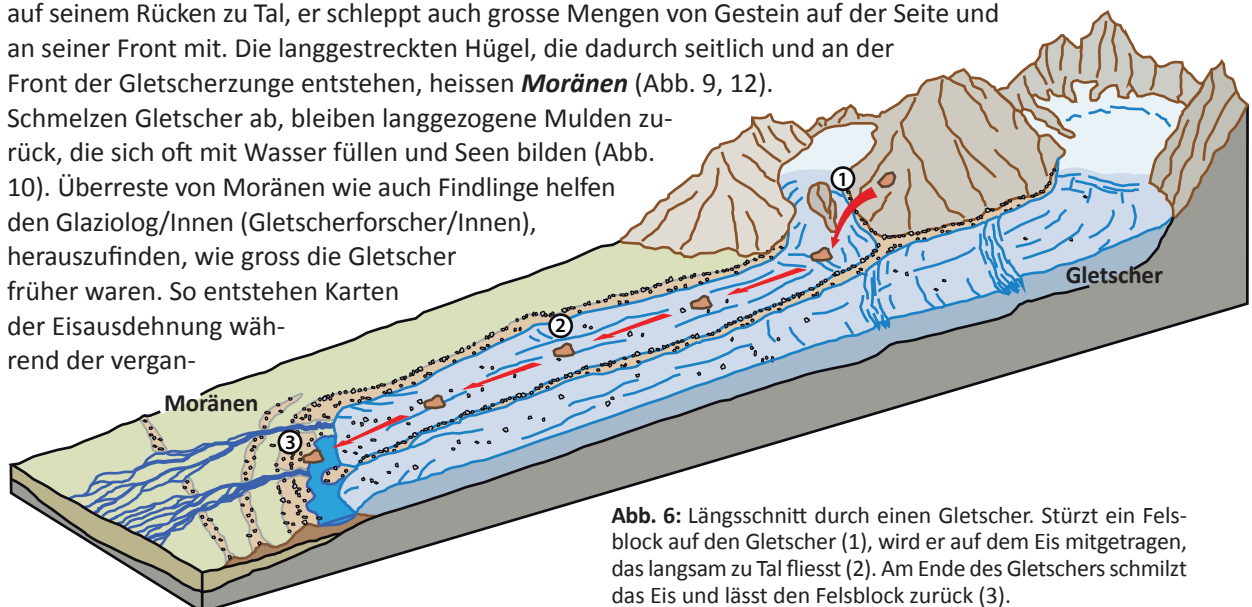 auf seinem Rücken zu Tal, er schleppt auch grosse Mengen von Gestein auf der Seite und
an seiner Front mit. Die langgestreckten Hügel, die dadurch seitlich und an der
Front der Gletscherzunge entstehen, heissen Moränen (Abb. 9, 12).
Schmelzen Gletscher ab, bleiben langgezogene Mulden zu-
rück, die sich oft mit Wasser füllen und Seen bilden (Abb.
10). Überreste von Moränen wie auch Findlinge helfen
den Glaziolog/Innen (Gletscherforscher/Innen),
herauszufinden, wie gross die Gletscher
früher waren. So entstehen Karten
der Eisausdehnung wäh-
rend der vergan-
1
Gletscher
2
Moränen
3
Abb. 6: Längsschnitt durch einen Gletscher. Stürzt ein Fels-
block auf den Gletscher (1), wird er auf dem Eis mitgetragen,
das langsam zu Tal fliesst (2). Am Ende des Gletschers schmilzt
das Eis und lässt den Felsblock zurück (3).